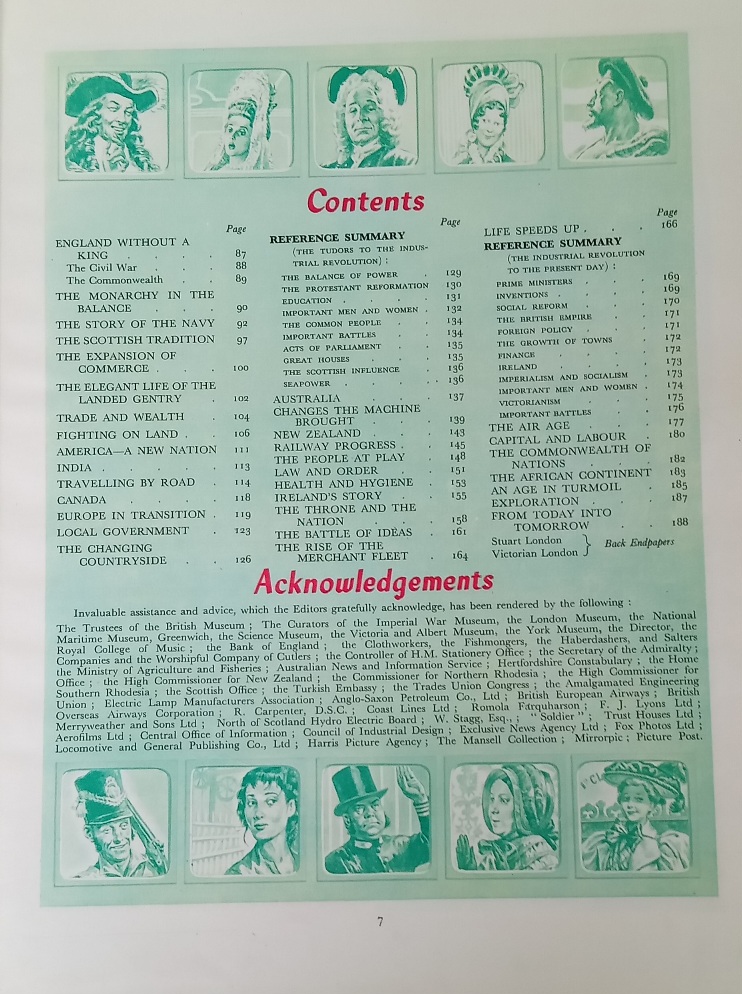 Contents
Page
ENGLAND WITHOUT A
KING . . . . 87
The Civil War . . 88
The Commonwealth . 89
THE MONARCHY IN THE
BALANCE . . . 90
THE STORY OF THE NAVY 92
THE SCOTTISH TRADITION 97
THE EXPANSION OF
COMMERCE . . . 100
THE ELEGANT LIFE OF THE
LANDED GENTRY . 102
TRADE AND WEALTH . 104
FIGHTING ON LAND . . 106
AMERICA—A NEW NATION 111
INDIA . . . . . 113
TRAVELLING BY ROAD . 114
CANADA . . . . 118
EUROPE IN TRANSITION . 119
LOCAL GOVERNMENT . 123
THE CHANGING
COUNTRYSIDE . . 126
Page
REFERENCE SUMMARY
(THE TUDORS TO THE INDUS-
TRIAL REVOLUTION) :
THE BALANCE OF POWER . 129
THE PROTESTANT REFORMATION 130
EDUCATION . . . . 131
IMPORTANT MEN AND WOMEN . 132
THE COMMON PEOPLE . . 134
IMPORTANT BATTLES . . 134
ACTS OF PARLIAMENT . . 135
GREAT HOUSES . . . 135
THE SCOTTISH INFLUENCE . 136
SEAPOWER . . . . 136
AUSTRALIA . . . 137
CHANGES THE MACHINE
BROUGHT . . . 139
NEW ZEALAND . . . 143
RAILWAY PROGRESS . . 145
THE PEOPLE AT PLAY . 148
LAW AND ORDER . . 151
HEALTH AND HYGIENE . 153
IRELAND'S STORY . . 155
THE THRONE AND THE
NATION . . . 158
THE BATTLE OF IDEAS . 161
THE RISE OF THE
MERCHANT FLEET . 164
Page
LIFE SPEEDS UP . . . 166
REFERENCE SUMMARY
(THE INDUSTRIAL REVOLUTION
TO THE PRESENT DAY) :
PRIME MINISTERS . . . 169
INVENTIONS . . . . 169
SOCIAL REFORM . . . 170
THE BRITISH EMPIRE . . 171
FOREIGN POLICY . . . 171
THE GROWTH OF TOWNS . 172
FINANCE . . . . 172
IRELAND . . . . 173
IMPERIALISM AND SOCIALISM . 173
IMPORTANT MEN AND WOMEN . 174
VICTORIANISM . . . 175
IMPORTANT BATTLES . . 176
THE AIR AGE . . . 177
CAPITAL AND LABOUR . 180
THE COMMONWEALTH OF
NATIONS . . . 182
THE AFRICAN CONTINENT 183
AN AGE IN TURMOIL . 185
EXPLORATION . . . 187
FROM TODAY INTO
TOMORROW . . 188
Stuart London
Victorian London } Back Endpapers
Acknowledgements
Invaluable assistance and advice, which the Editors gratefully acknowledge, has been rendered by the following :
The Trustees of the British Museum ; The Curators of the Imperial War Museum, the London Museum, the National
Maritime Museum, Greenwich, the Science Museum, the Victoria and Albert Museum, the York Museum, the Director, the
Royal College of Music ; the Bank of England ; the Clothworkers, the Fishmongers, the Haberdashers, and Salters
Companies and the Worshipful Company of Cutlers ; the Controller of H.M. Stationery Office ; the Secretary of the Admiralty ;
the Ministry of Agriculture and Fisheries ; Australian News and Information Service ; Hertfordshire Constabulary ; the Home
Office ; the High Commissioner for New Zealand ; the Commissioner for Northern Rhodesia ; the High Commissioner for
Southern Rhodesia ; the Scottish Office ; the Turkish Embassy ; the Trades Union Congress ; the Amalgamated Engineering
Union ; Electric Lamp Manufacturers Association ; Anglo-Saxon Petroleum Co., Ltd ; British European Airways ; British
Overseas Airways Corporation ; R. Carpenter, D.S.C. ; Coast Lines Ltd ; Romola Farquharson ; F. J. Lyons Ltd ;
Merryweather and Sons Ltd ; North of Scotland Hydro Electric Board ; W. Stagg, Esq., ; "Soldier" ; Trust Houses Ltd ;
Aerofilms Ltd ; Central Office of Information ; Council of Industrial Design ; Exclusive News Agency Ltd ; Fox Photos Ltd ;
Locomotive and General Publishing Co., Ltd ; Harris Picture Agency ; The Mansell Collection ; Mirrorpic ; Picture Post.
7